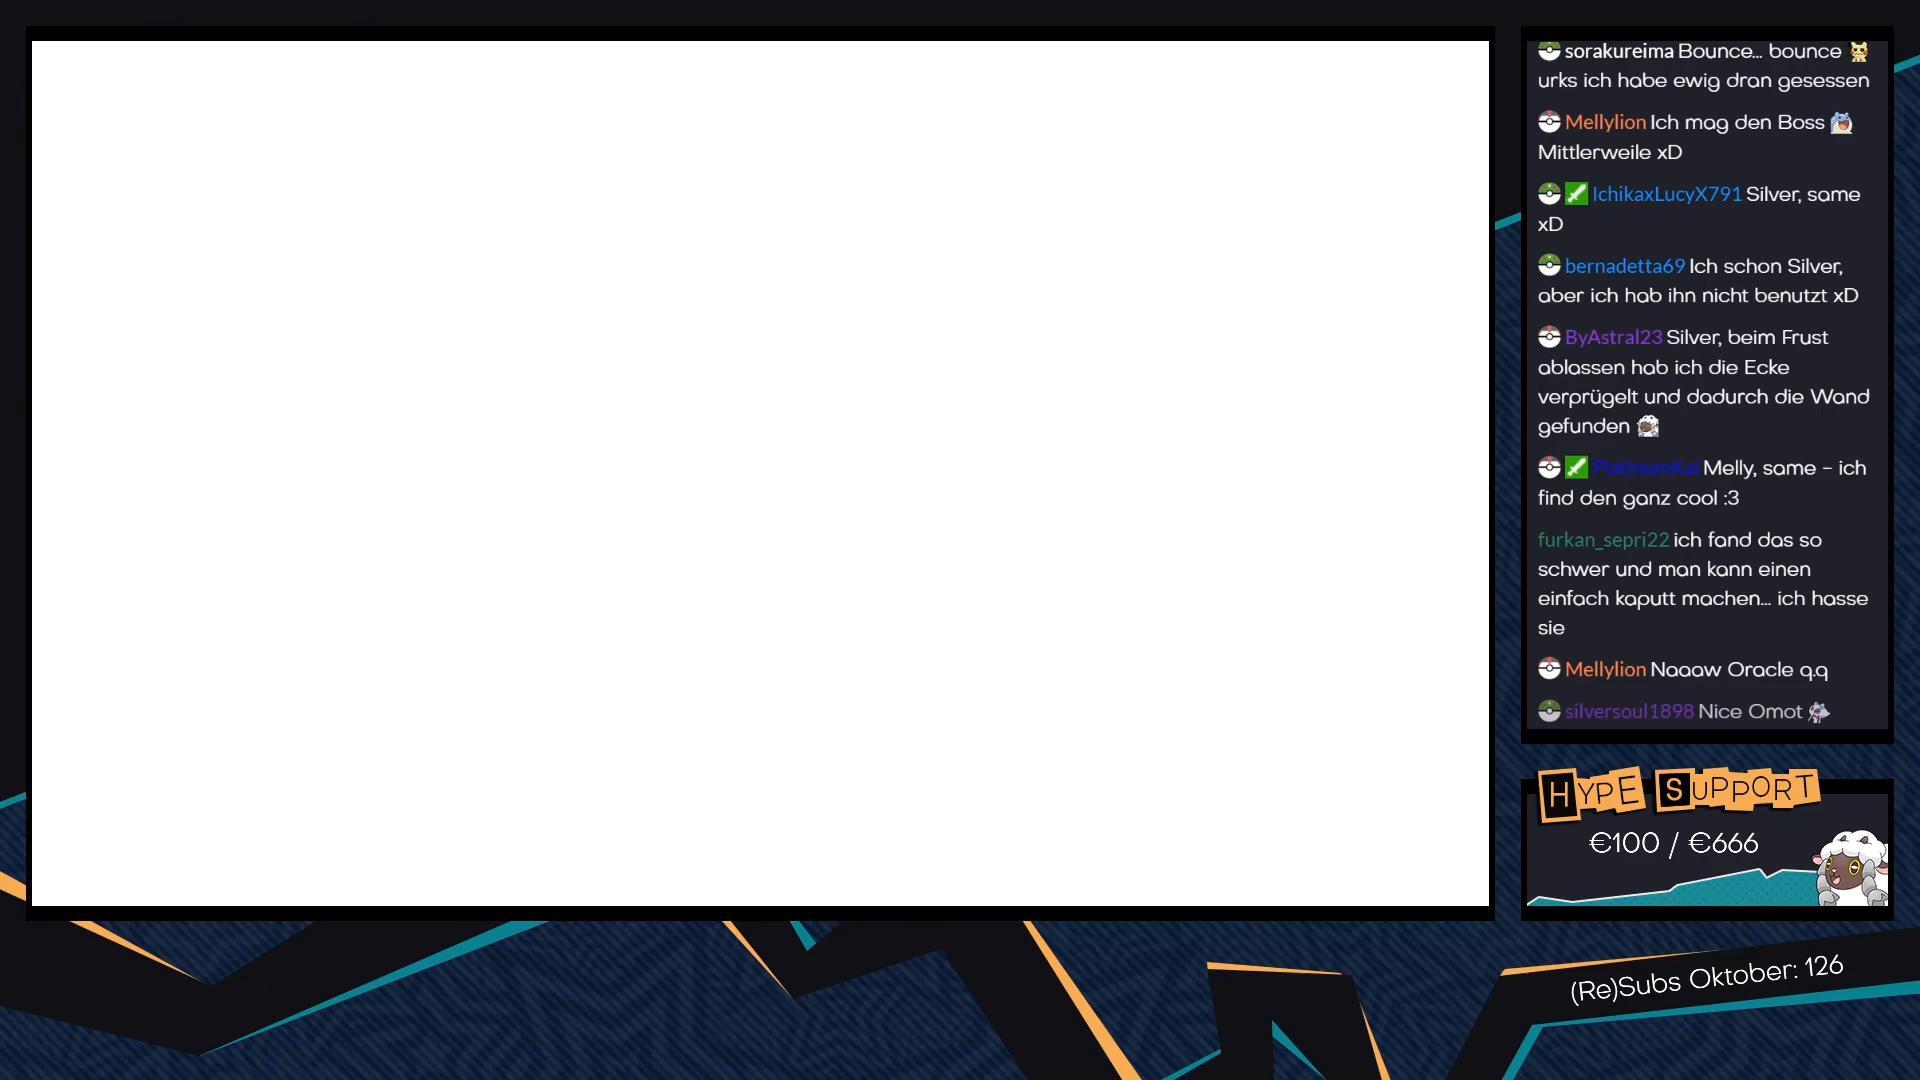 sorakureima Bounce... bounce
urks ich habe ewig dran gesessen
Mellylion Ich mag den Boss
Mittlerweile xD
IchikaxLucyX791 Silver, same
xD
bernadetta69 Ich schon Silver,
aber ich hab ihn nicht benutzt xD
ByAstral23 Silver, beim Frust
ablassen hab ich die Ecke
verprügelt und dadurch die Wand
gefunden
PlatinumKai Melly, same - ich
find den ganz cool :3
furkan_sepri22 ich fand das so
schwer und man kann einen
einfach kaputt machen... ich hasse
sie
Mellylion Naaaw Oracle q.q
silversoul1898 Nice Omot
HYPE SUPPORT
€100 / €666
(Re)Subs Oktober: 126